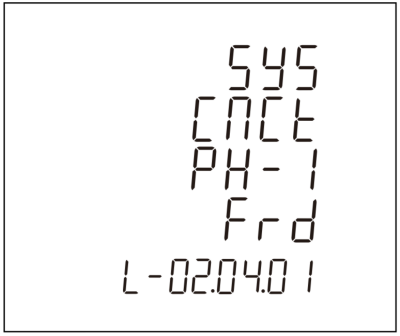 SYS
CnCt
PH-1
Frd
L-02.04.01